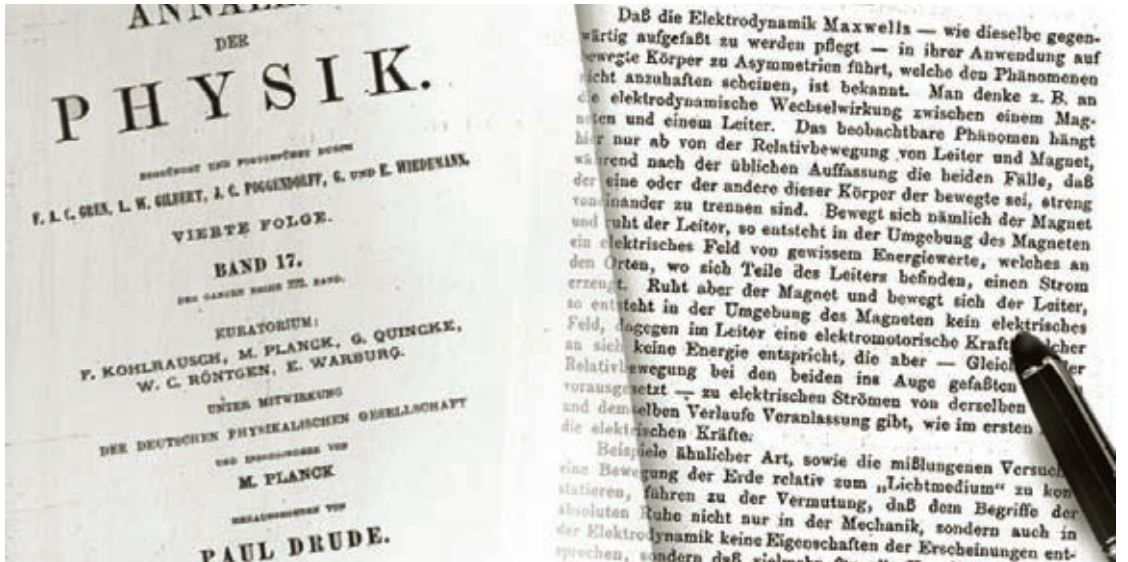 ANNALEN
DER
PHYSIK.
BEGRÜNDET UND FORTGEFÜHRT DURCH
F. A. C. GREN, L. W. GILBERT, J. C. POGGENDORFF, G. UND E. WIEDEMANN.
VIERTE FOLGE.
BAND 17.
DER GANZEN REIHE 322. BAND.
KURATORIUM:
F. KOHLRAUSCH, M. PLANCK, G. QUINCKE,
W. C. RÖNTGEN, E. WARBURG.
UNTER MITWIRKUNG
DER DEUTSCHEN PHYSIKALISCHEN GESELLSCHAFT
UND INSBESONDERE VON
M. PLANCK
HERAUSGEGEBEN VON
PAUL DRUDE.
Daß die Elektrodynamik Maxwells — wie dieselbe gegen-
wärtig aufgefaßt zu werden pflegt — in ihrer Anwendung auf
bewegte Körper zu Asymmetrien führt, welche den Phänomenen
nicht anzuhaften scheinen, ist bekannt. Man denke z. B. an
die elektrodynamische Wechselwirkung zwischen einem Mag-
neten und einem Leiter. Das beobachtbare Phänomen hängt
hier nur ab von der Relativbewegung von Leiter und Magnet,
während nach der üblichen Auffassung die beiden Fälle, daß
der eine oder der andere dieser Körper der bewegte sei, streng
voneinander zu trennen sind. Bewegt sich nämlich der Magnet
und ruht der Leiter, so entsteht in der Umgebung des Magneten
ein elektrisches Feld von gewissem Energiewerte, welches an
den Orten, wo sich Teile des Leiters befinden, einen Strom
erzeugt. Ruht aber der Magnet und bewegt sich der Leiter,
so entsteht in der Umgebung des Magneten kein elektrisches
Feld, dagegen im Leiter eine elektromotorische Kraft, welcher
an sich keine Energie entspricht, die aber —
Relativbewegung bei den beiden ins Auge gefaßten
vorausgesetzt — zu elektrischen Strömen von derselben
und demselben Verlaufe Veranlassung gibt, wie im ersten
die elektrischen Kräfte.
Beispiele ähnlicher Art, sowie die mißlungenen Versuche
eine Bewegung der Erde relativ zum „Lichtmedium“ zu kon-
statieren, führen zu der Vermutung, daß dem Begriffe der
absoluten Ruhe nicht nur in der Mechanik, sondern auch in
der Elektrodynamik keine Eigenschaften der Erscheinungen ent-
sprechen, sondern daß vielmehr für alle